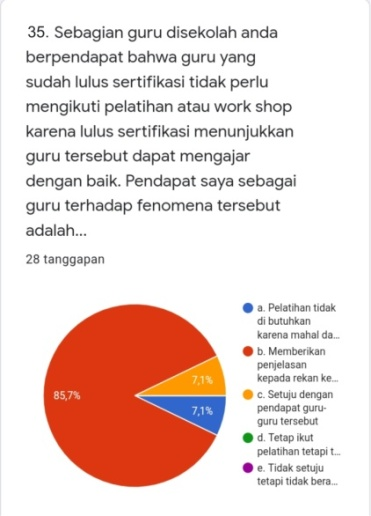 35. Sebagian guru disekolah anda
berpendapat bahwa guru yang
sudah lulus sertifikasi tidak perlu
mengikuti pelatihan atau work shop
karena lulus sertifikasi menunjukkan
guru tersebut dapat mengajar
dengan baik. Pendapat saya sebagai
guru terhadap fenomena tersebut
adalah...
28 tanggapan
85,7%
7,1%
7,1%
a. Pelatihan tidak
di butuhkan
karena mahal da...
b. Memberikan
penjelasan
kepada rekan ke...
c. Setuju dengan
pendapat guru-
guru tersebut
d. Tetap ikut
pelatihan tetapi t...
e. Tidak setuju
tetapi tidak bera...